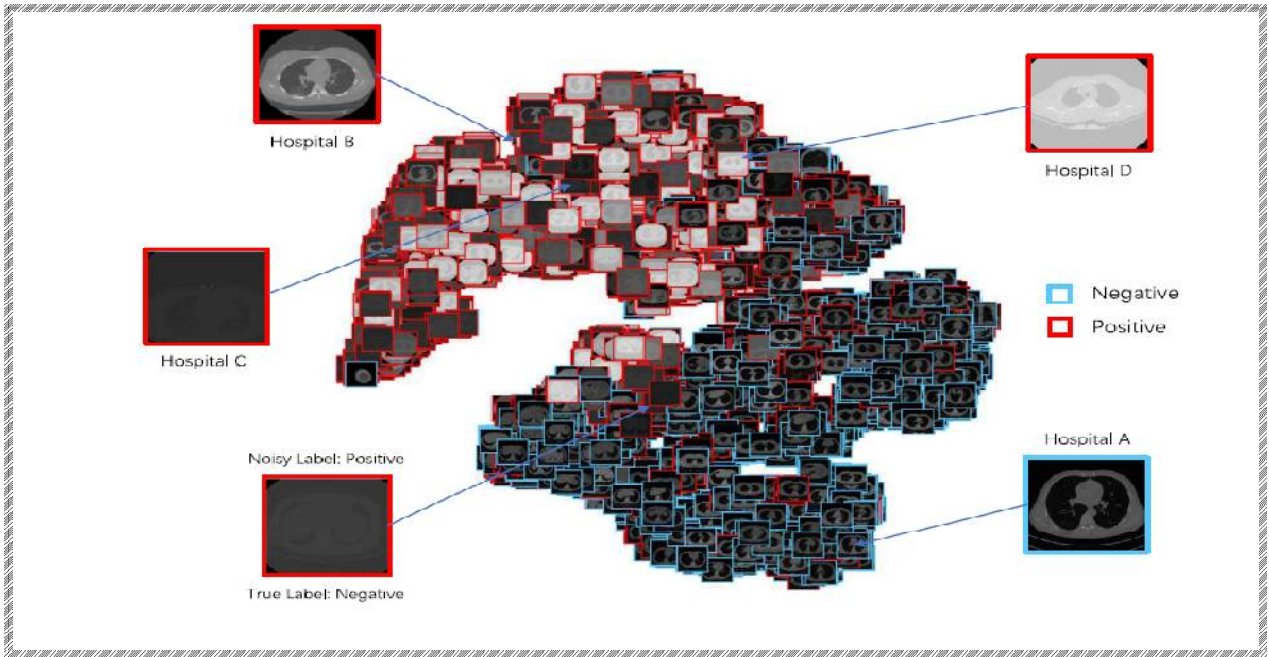 Hospital B
Hospital D
Hospital C
Negative
Positive
Hospital A
Noisy Label: Positive
True Label: Negative